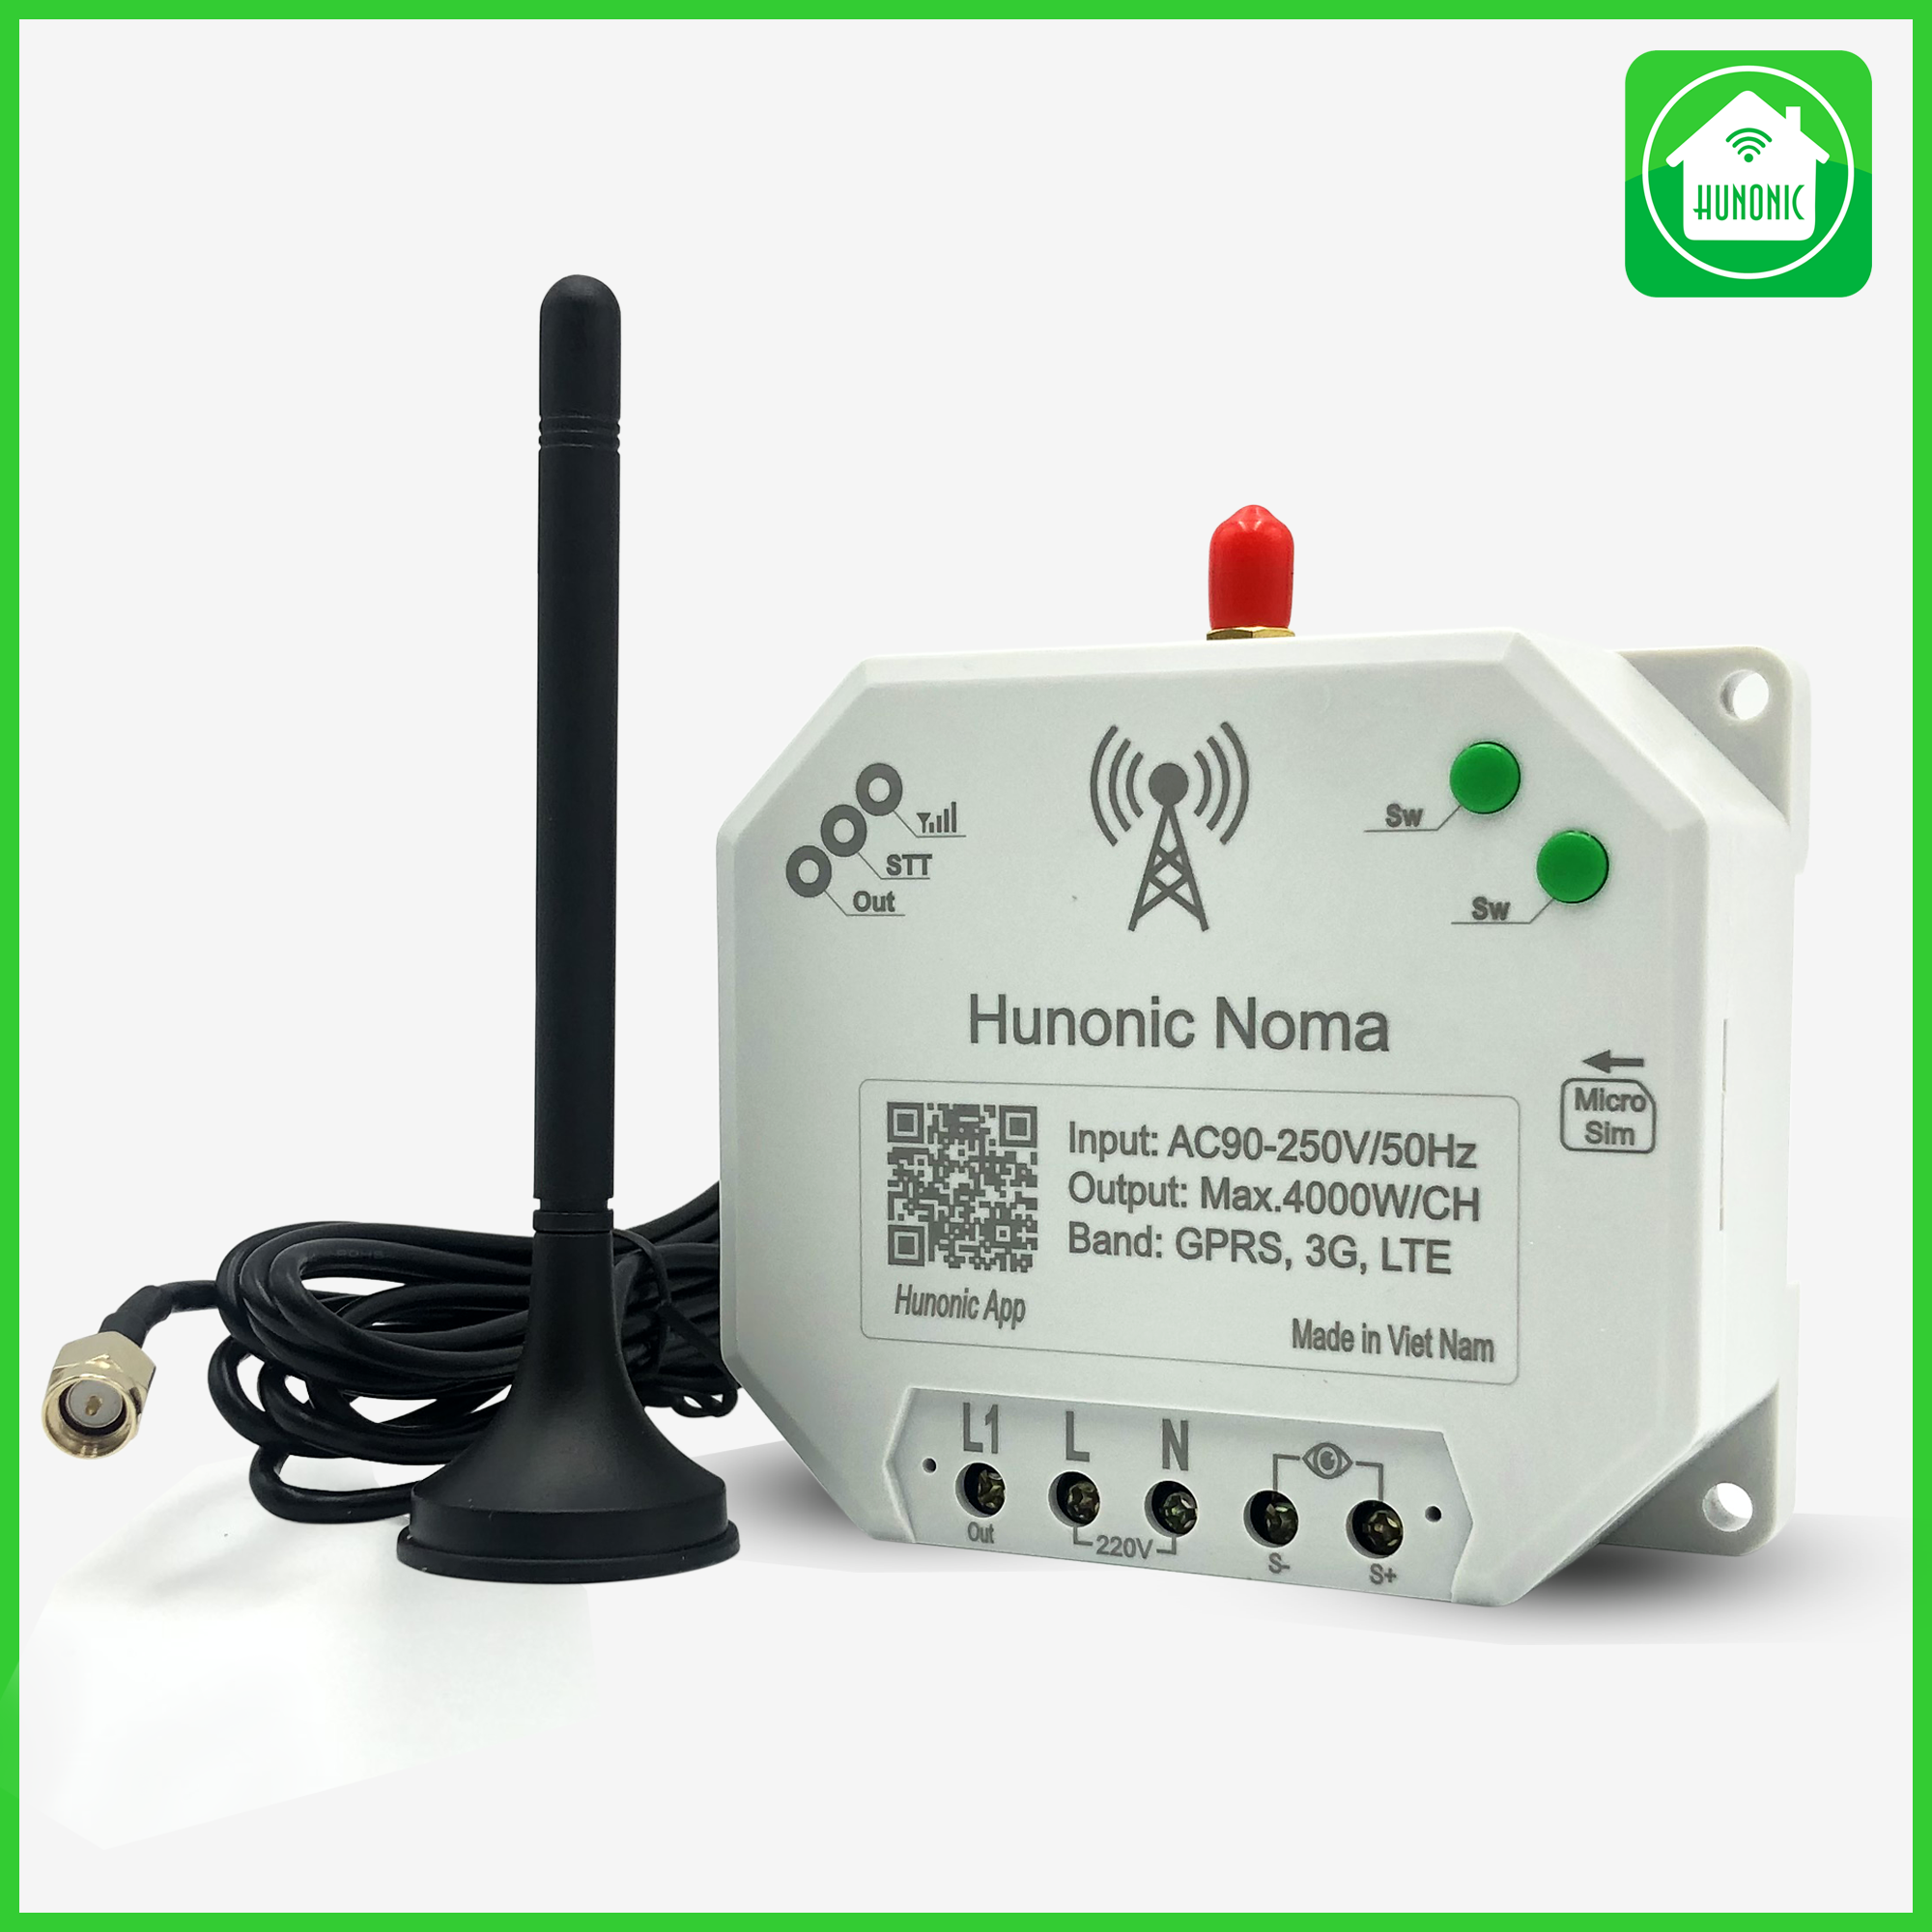 HUNONIC
STT
Out
Sw
Sw
Hunonic Noma
Micro
Sim
Input: AC90-250V/50Hz
Output: Max.4000W/CH
Band: GPRS, 3G, LTE
Hunonic App
Made in Viet Nam
L1 L N
Out
220V
S-
S+